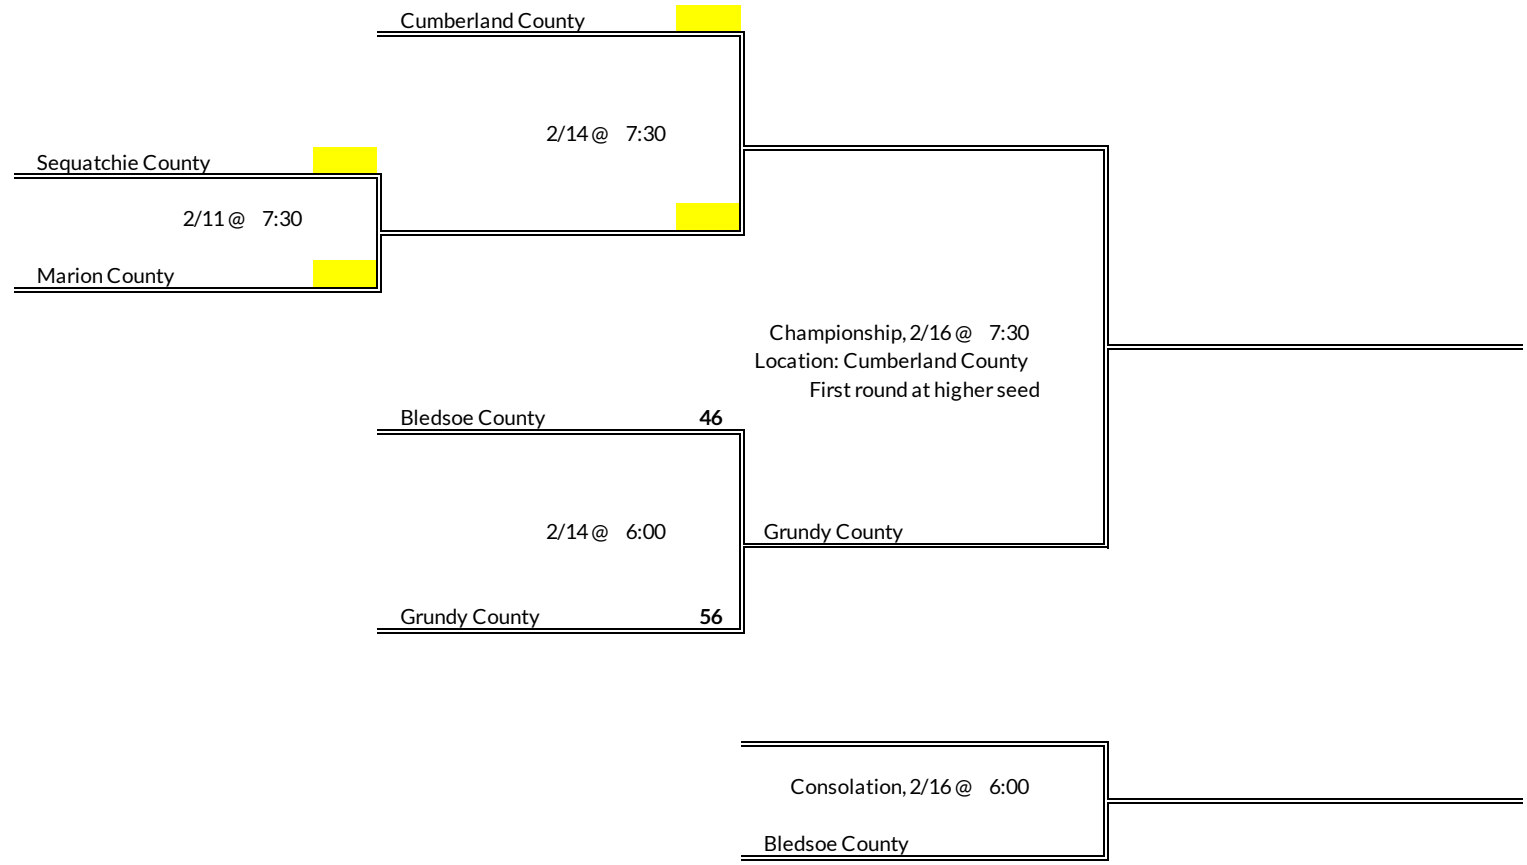 Cumberland County
2/14 @ 7:30
Sequatchie County
2/11 @ 7:30
Marion County
Championship, 2/16 @ 7:30
Location: Cumberland County
First round at higher seed
Bledsoe County 46
2/14 @ 6:00
Grundy County
Grundy County 56
Consolation, 2/16 @ 6:00
Bledsoe County